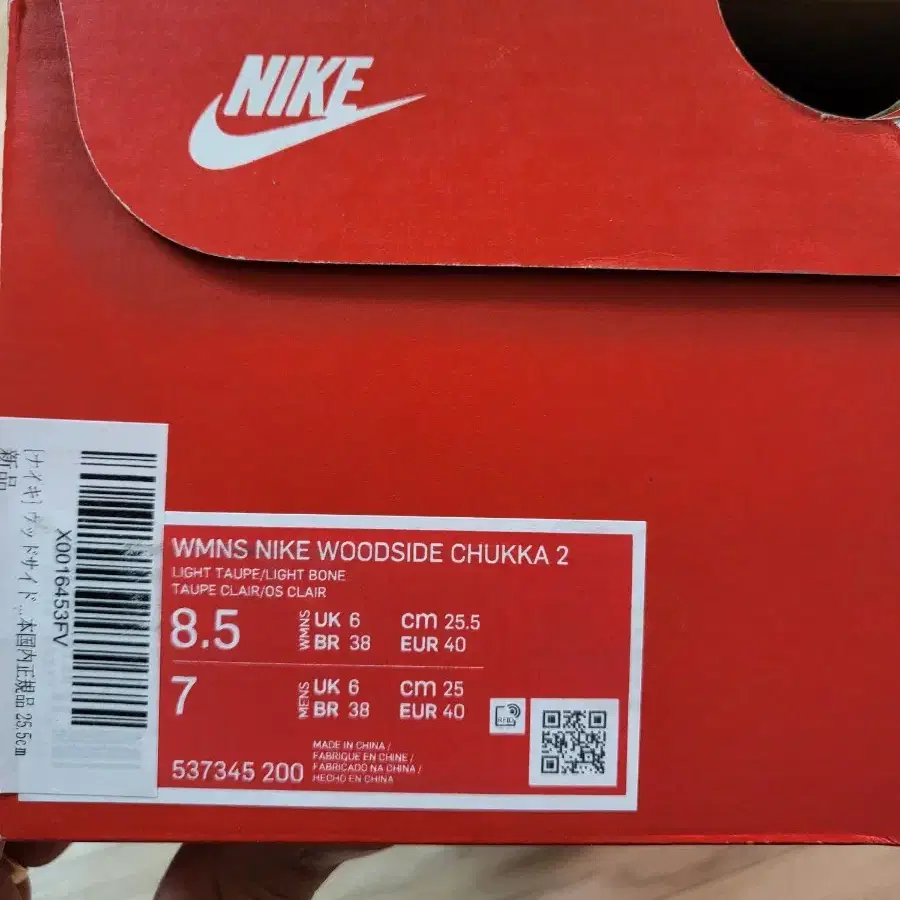 NIKE
WMNS NIKE WOODSIDE CHUKKA 2
LIGHT TAUPE/LIGHT BONE
TAUPE CLAIR/OS CLAIR
8.5 WMNS UK 6 cm 25.5
BR 38 EUR 40
7 MENS UK 6 cm 25
BR 38 EUR 40
RFID
537345 200
MADE IN CHINA /
FABRIQUE EN CHINE /
FABRICADO NA CHINA /
HECHO EN CHINA
X0016453FV
[ナイキ] ウッドサイド ...本国内正規品 25.5cm
新品